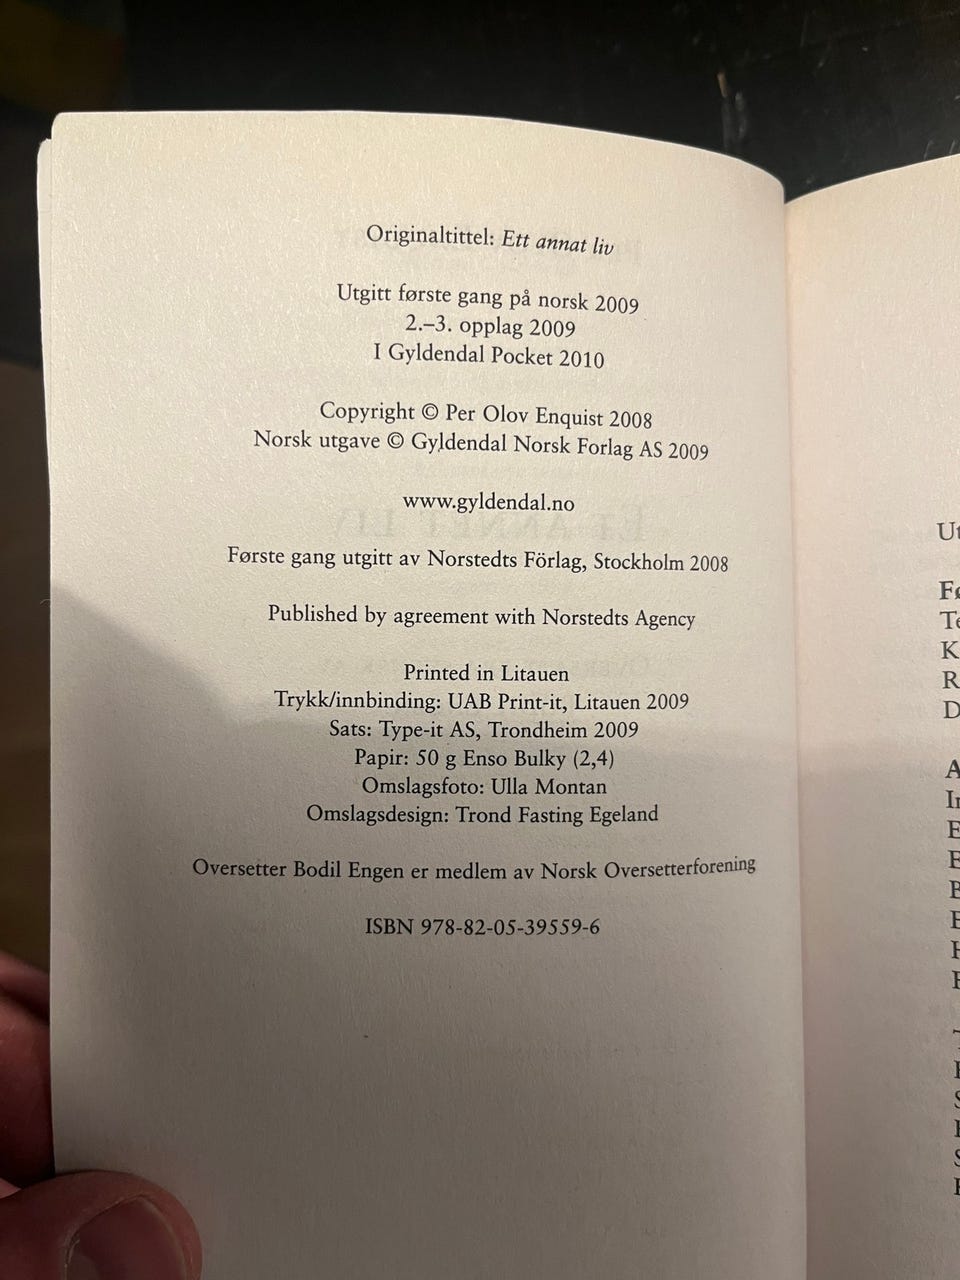 Originaltittel: Ett annat liv
Utgitt første gang på norsk 2009
2.–3. opplag 2009
I Gyldendal Pocket 2010
Copyright © Per Olov Enquist 2008
Norsk utgave © Gyldendal Norsk Forlag AS 2009
www.gyldendal.no
Første gang utgitt av Norstedts Förlag, Stockholm 2008
Published by agreement with Norstedts Agency
Printed in Litauen
Trykk/innbinding: UAB Print-it, Litauen 2009
Sats: Type-it AS, Trondheim 2009
Papir: 50 g Enso Bulky (2,4)
Omslagsfoto: Ulla Montan
Omslagsdesign: Trond Fasting Egeland
Oversetter Bodil Engen er medlem av Norsk Oversetterforening
ISBN 978-82-05-39559-6